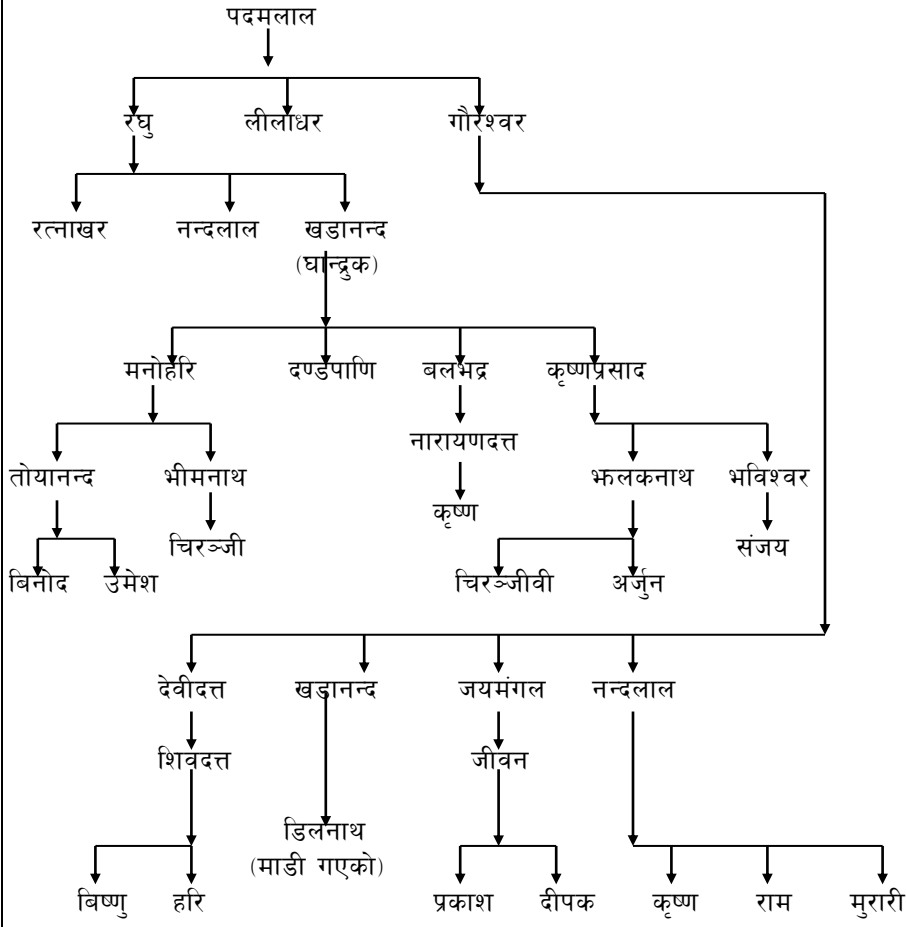 पदमलाल
रघु लीलाधर गौरश्वर
रत्नाखर नन्दलाल खडानन्द
(घान्द्रुक)
मनोहरि दण्डपाणि बलभद्र कृष्णप्रसाद
नारायणदत्त
तोयानन्द भीमनाथ झलकनाथ भविश्वर
कृष्ण
चिरञ्जी संजय
बिनोद उमेश चिरञ्जीवी अर्जुन
देवीदत्त खडानन्द जयमंगल नन्दलाल
शिवदत्त जीवन
डिलनाथ
(माडी गएको)
बिष्णु हरि प्रकाश दीपक कृष्ण राम मुरारी